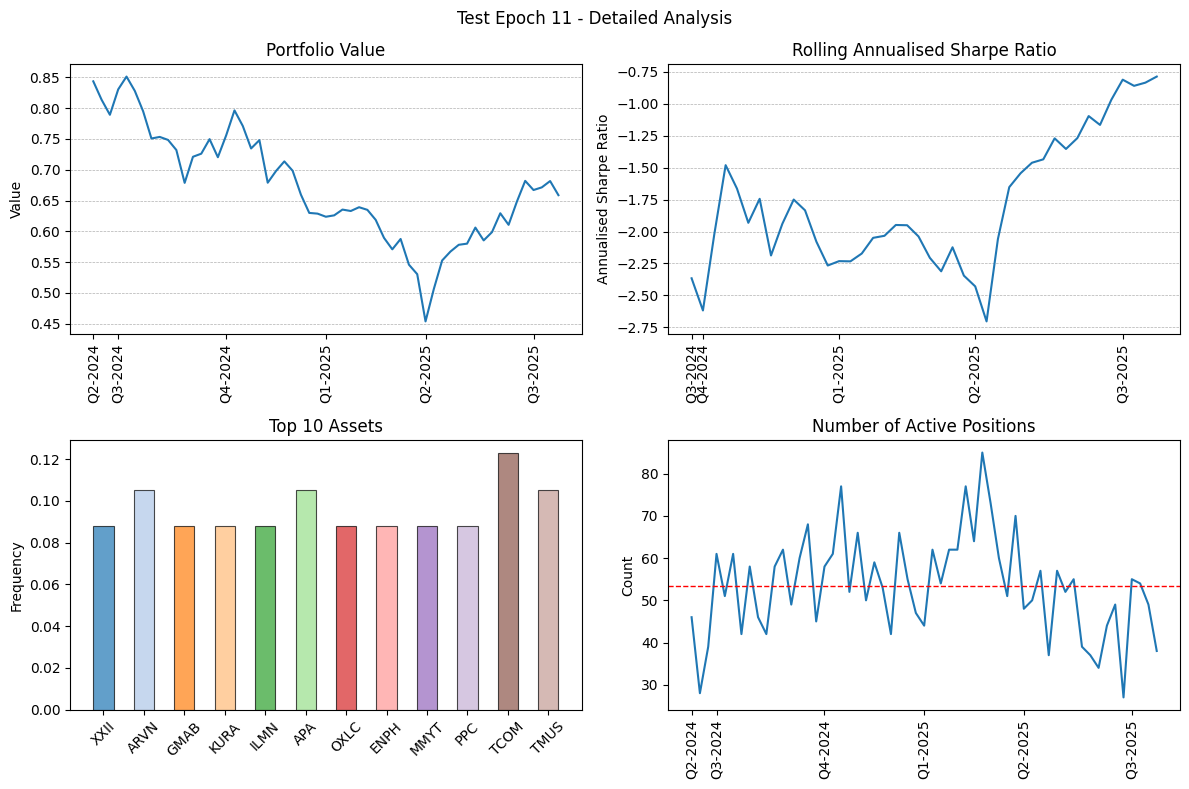 Test Epoch 11 - Detailed Analysis
Portfolio Value
Value
0.85
0.80
0.75
0.70
0.65
0.60
0.55
0.50
0.45
Q2-2024
Q3-2024
Q4-2024
Q1-2025
Q2-2025
Q3-2025
Rolling Annualised Sharpe Ratio
Annualised Sharpe Ratio
−0.75
−1.00
−1.25
−1.50
−1.75
−2.00
−2.25
−2.50
−2.75
Q3-2024
Q4-2024
Q1-2025
Q2-2025
Q3-2025
Top 10 Assets
Frequency
0.12
0.10
0.08
0.06
0.04
0.02
0.00
XXII
ARVN
GMAB
KURA
ILMN
APA
OXLC
ENPH
MMYT
PPC
TCOM
TMUS
Number of Active Positions
Count
80
70
60
50
40
30
Q2-2024
Q3-2024
Q4-2024
Q1-2025
Q2-2025
Q3-2025